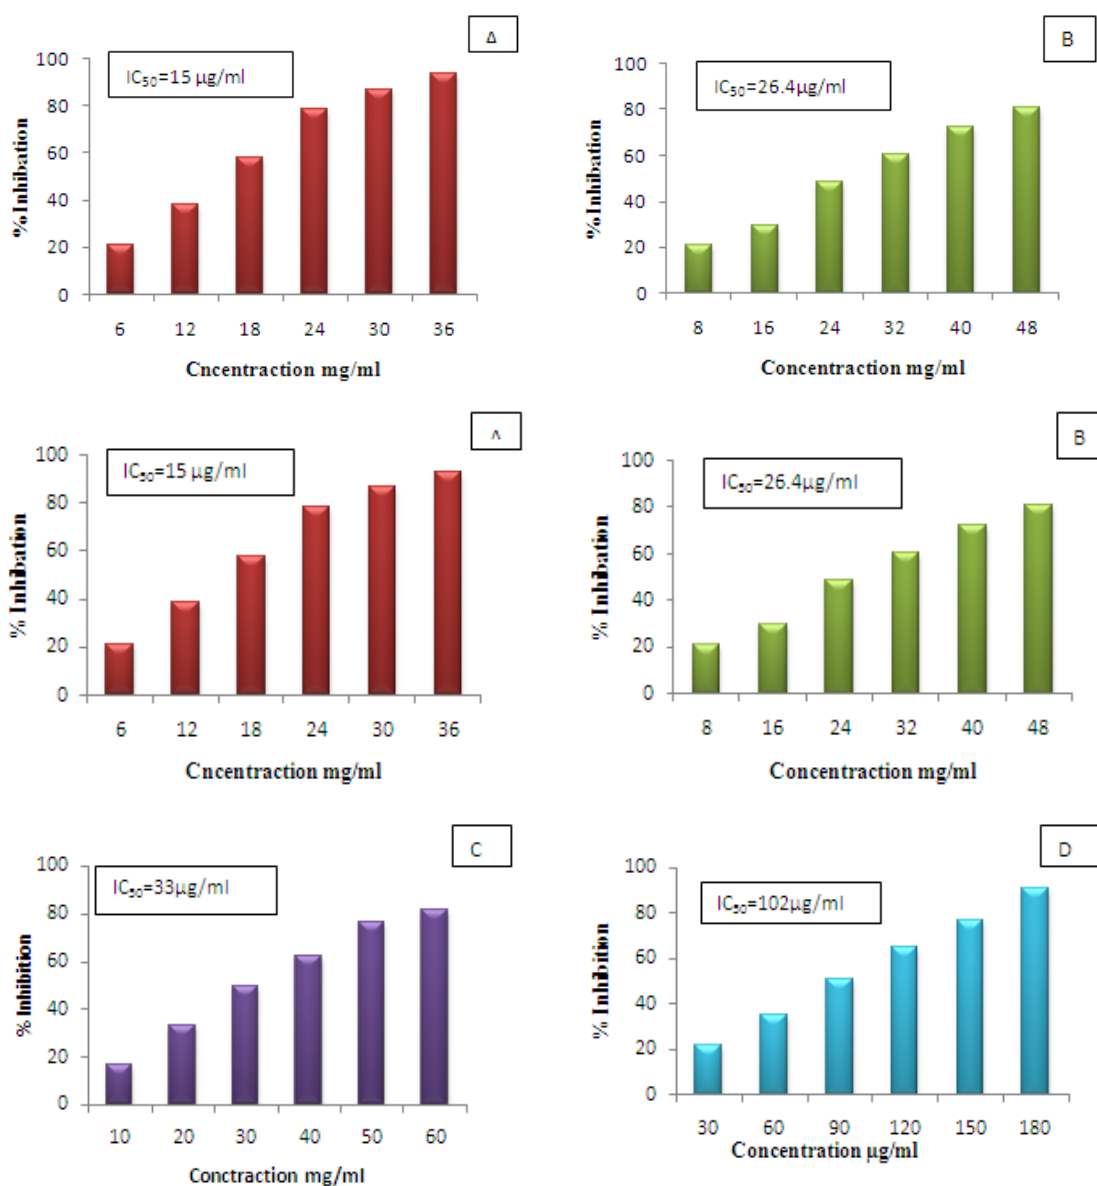 A
IC50=15 µg/ml
100
80
60
40
20
0
% Inhibation
6 12 18 24 30 36
Cncentraction mg/ml
B
IC50=26.4µg/ml
100
80
60
40
20
0
% Inhibation
8 16 24 32 40 48
Concentraction mg/ml
A
IC50=15 µg/ml
100
80
60
40
20
0
% Inhibation
6 12 18 24 30 36
Cncentraction mg/ml
B
IC50=26.4µg/ml
100
80
60
40
20
0
% Inhibation
8 16 24 32 40 48
Concentraction mg/ml
C
IC50=33µg/ml
100
80
60
40
20
0
% Inhibition
10 20 30 40 50 60
Conctraction mg/ml
D
IC50=102µg/ml
100
80
60
40
20
0
% Inhibition
30 60 90 120 150 180
Concentration µg/ml